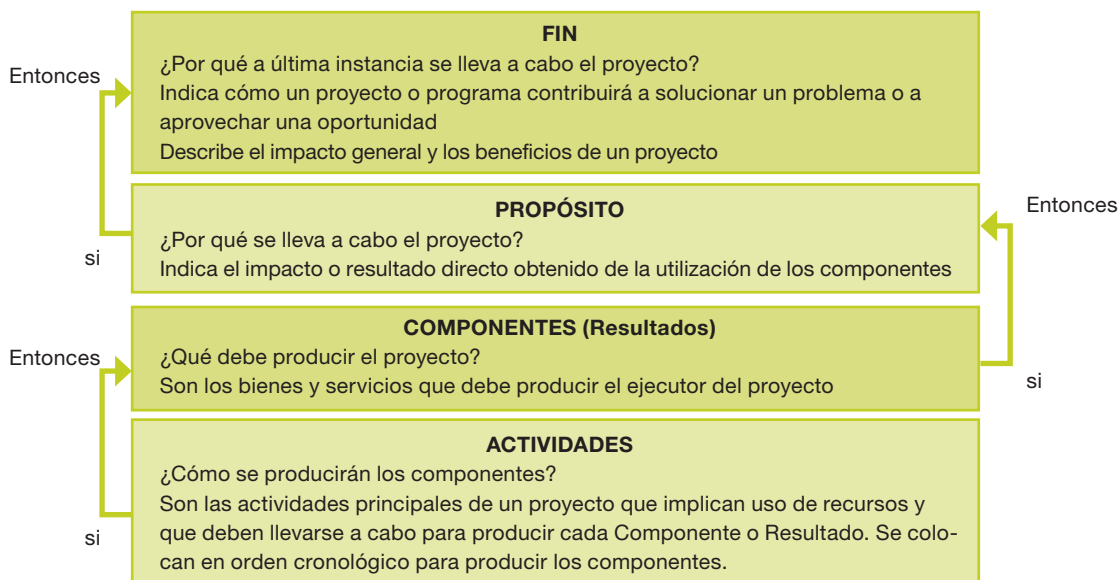 FIN
¿Por qué a última instancia se lleva a cabo el proyecto?
Indica cómo un proyecto o programa contribuirá a solucionar un problema o a
aprovechar una oportunidad
Describe el impacto general y los beneficios de un proyecto
Entonces
si
PROPÓSITO
¿Por qué se lleva a cabo el proyecto?
Indica el impacto o resultado directo obtenido de la utilización de los componentes
Entonces
si
COMPONENTES (Resultados)
¿Qué debe producir el proyecto?
Son los bienes y servicios que debe producir el ejecutor del proyecto
Entonces
si
ACTIVIDADES
¿Cómo se producirán los componentes?
Son las actividades principales de un proyecto que implican uso de recursos y
que deben llevarse a cabo para producir cada Componente o Resultado. Se colo-
can en orden cronológico para producir los componentes.